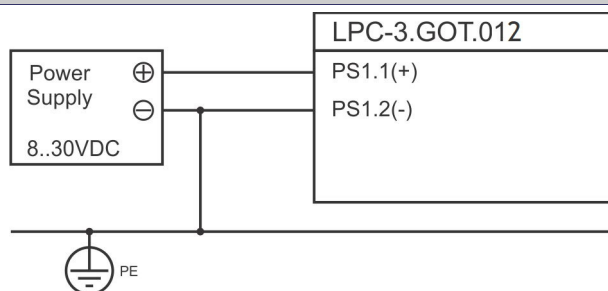 LPC-3.GOT.012
Power
Supply
8..30VDC
PS1.1(+)
PS1.2(-)
PE